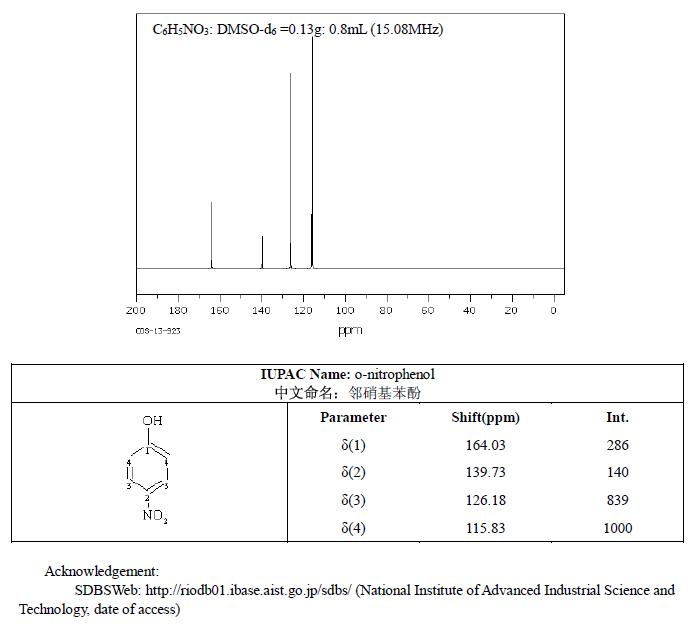 C₆H₅NO₃: DMSO-d₆ =0.13g: 0.8mL (15.08MHz)
200 180 160 140 120 100 80 60 40 20 0
CDS-13-923
ppm
IUPAC Name: o-nitrophenol
中文命名：邻硝基苯酚
Parameter Shift(ppm) Int.
δ(1) 164.03 286
δ(2) 139.73 140
δ(3) 126.18 839
δ(4) 115.83 1000
OH
1
4 4
3 3
2
NO₂
Acknowledgement:
SDBSWeb: http://riodb01.ibase.aist.go.jp/sdbs/ (National Institute of Advanced Industrial Science and
Technology, date of access)